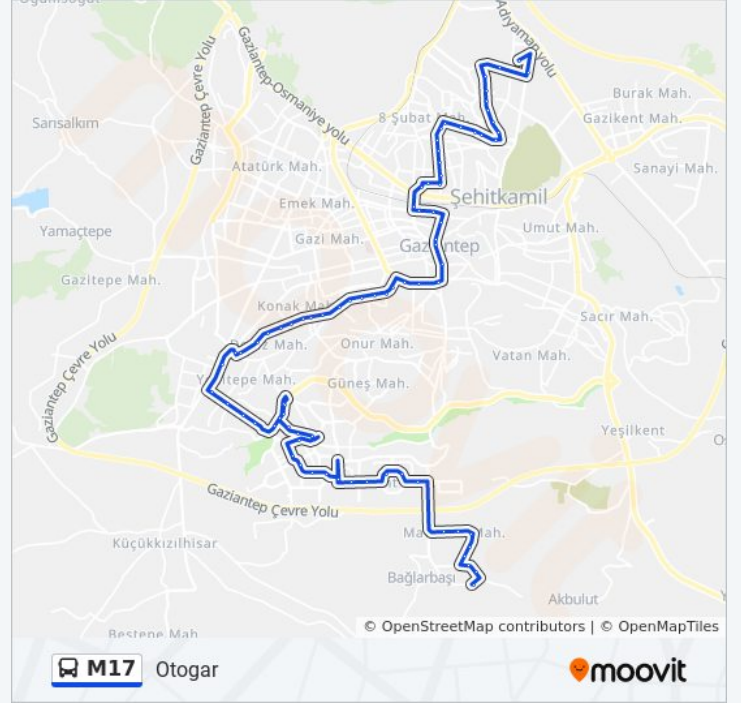 Adıyaman yolu
Gaziantep-Osmaniye yolu
Gaziantep Çevre Yolu
Burak Mah.
8 Şubat Mah.
Gazikent Mah.
Sarısalkım
Atatürk Mah.
Sanayi Mah.
Şehitkamil
Emek Mah.
Yamaçtepe
Umut Mah.
Gazi Mah.
Gaziantep
Gazitepe Mah.
Konak Mah
Sacır Mah.
Mah.
Onur Mah.
Vatan Mah.
Gaziantep Çevre Yolu
tepe Mah.
Güneş Mah.
Yeşilkent
Gaziantep Çevre Yolu
Mah.
Küçükkızılhisar
Bağlarbaşı
Akbulut
Bestepe Mah
© OpenStreetMap contributors | © OpenMapTiles
M17 Otogar
moovit